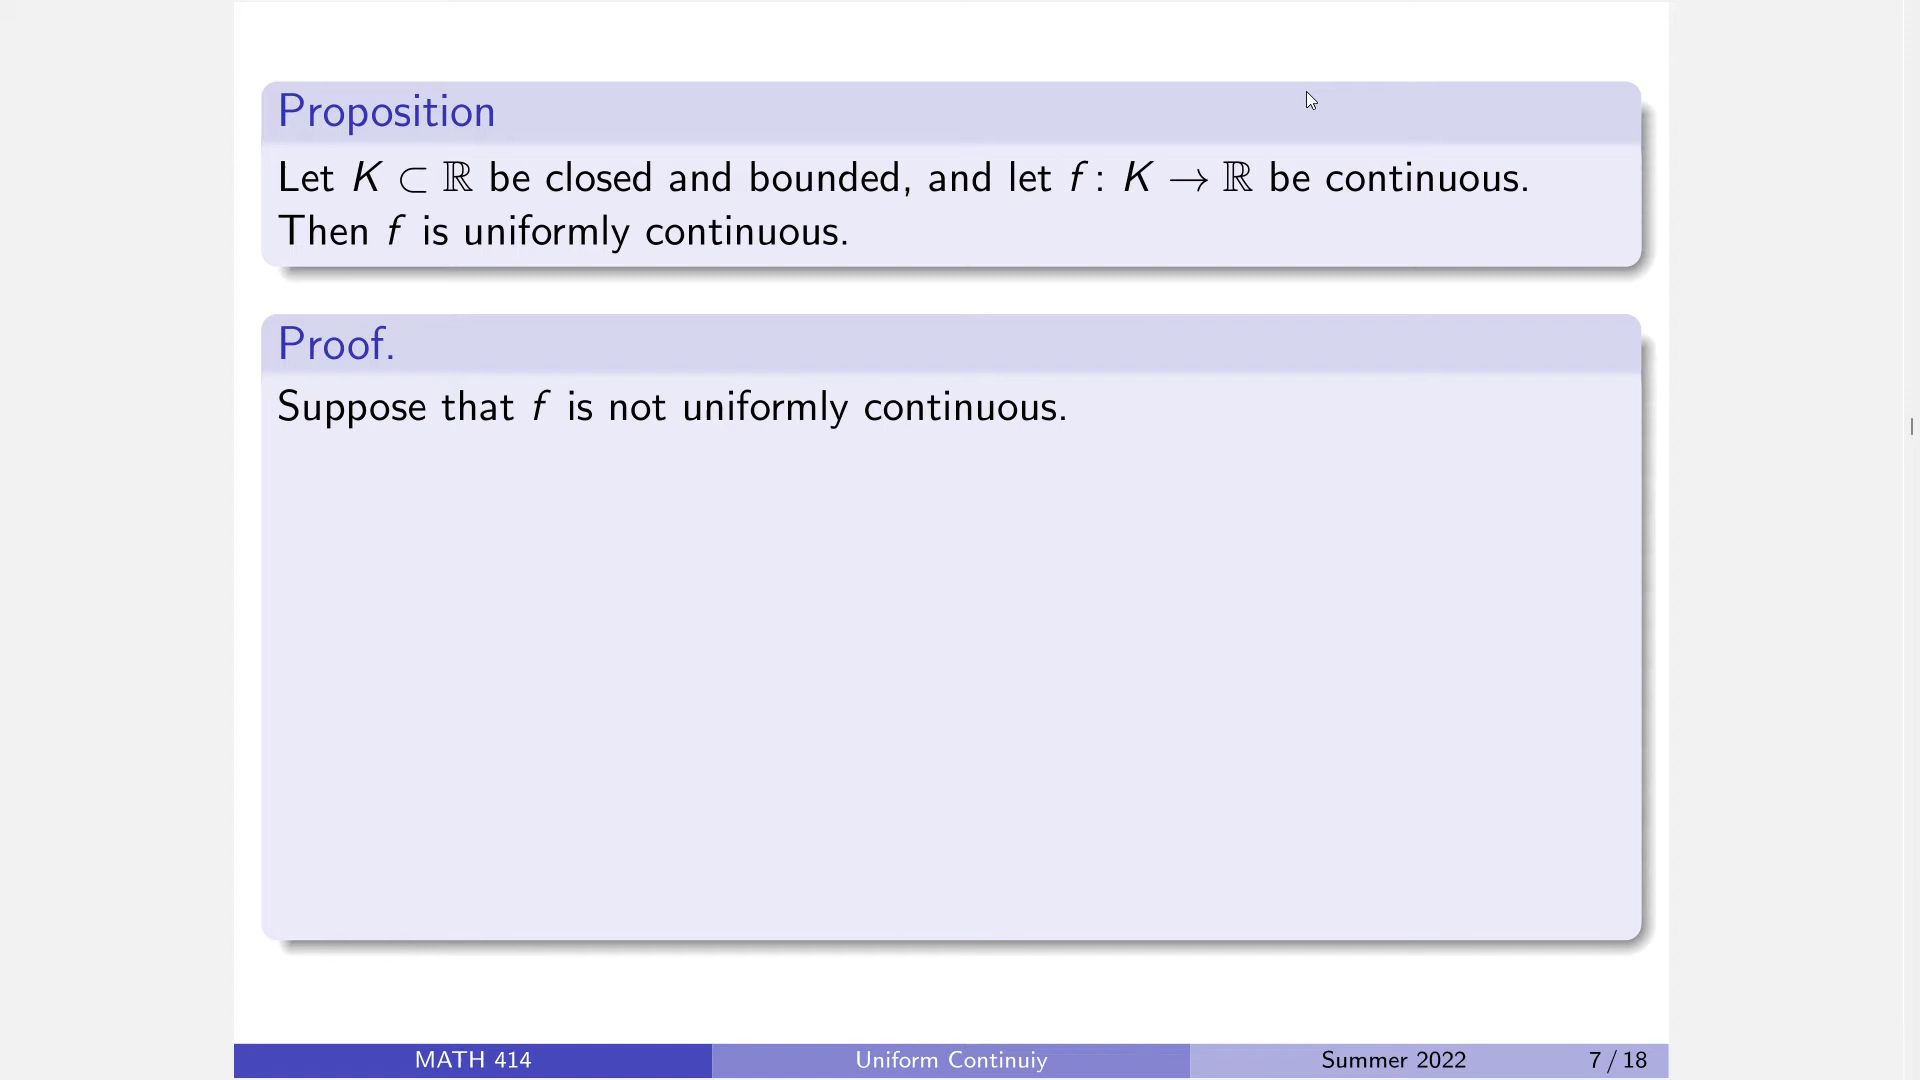 Proposition
Let K ⊂ ℝ be closed and bounded, and let f : K → ℝ be continuous.
Then f is uniformly continuous.
Proof.
Suppose that f is not uniformly continuous.
MATH 414 Uniform Continuiy Summer 2022 7 / 18